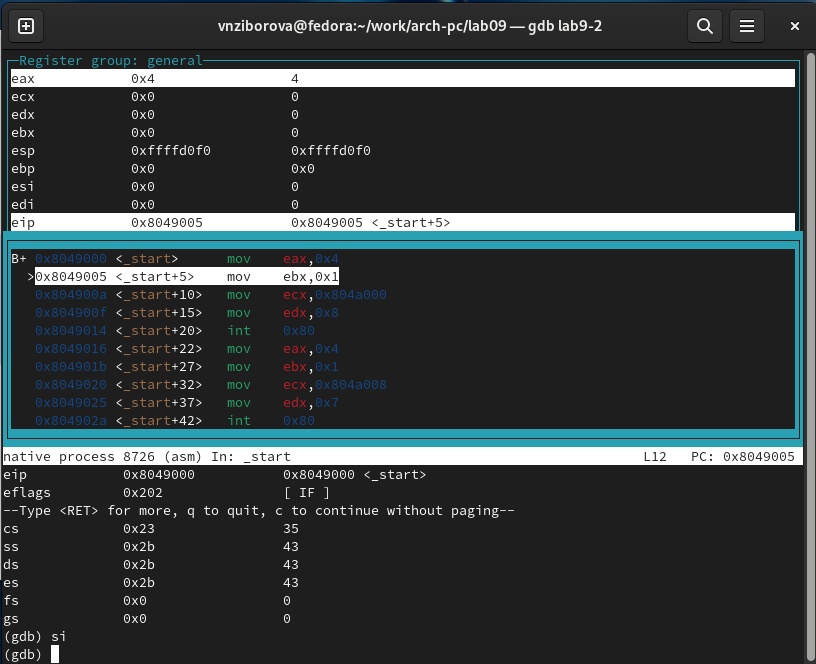 vnziborova@fedora:~/work/arch-pc/lab09 — gdb lab9-2
Register group: general
eax 0x4 4
ecx 0x0 0
edx 0x0 0
ebx 0x0 0
esp 0xffffd0f0 0xffffd0f0
ebp 0x0 0x0
esi 0x0 0
edi 0x0 0
eip 0x8049005 0x8049005 <_start+5>
B+ 0x8049000 <_start> mov eax,0x4
>0x8049005 <_start+5> mov ebx,0x1
0x804900a <_start+10> mov ecx,0x804a000
0x804900f <_start+15> mov edx,0x8
0x8049014 <_start+20> int 0x80
0x8049016 <_start+22> mov eax,0x4
0x804901b <_start+27> mov ebx,0x1
0x8049020 <_start+32> mov ecx,0x804a008
0x8049025 <_start+37> mov edx,0x7
0x804902a <_start+42> int 0x80
native process 8726 (asm) In: _start L12 PC: 0x8049005
eip 0x8049000 0x8049000 <_start>
eflags 0x202 [ IF ]
--Type <RET> for more, q to quit, c to continue without paging--
cs 0x23 35
ss 0x2b 43
ds 0x2b 43
es 0x2b 43
fs 0x0 0
gs 0x0 0
(gdb) si
(gdb)